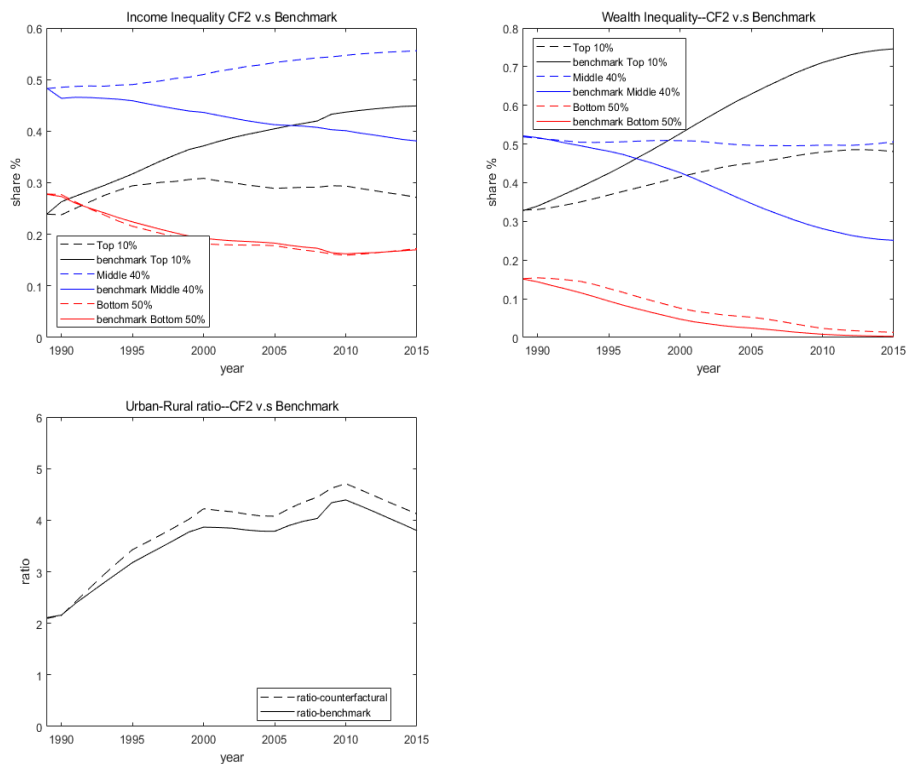 Income Inequality CF2 v.s Benchmark
0.6
0.5
0.4
0.3
0.2
0.1
0
share %
Top 10%
benchmark Top 10%
Middle 40%
benchmark Middle 40%
Bottom 50%
benchmark Bottom 50%
1990 1995 2000 2005 2010 2015
year
Wealth Inequality--CF2 v.s Benchmark
0.8
0.7
0.6
0.5
0.4
0.3
0.2
0.1
0
share %
Top 10%
benchmark Top 10%
Middle 40%
benchmark Middle 40%
Bottom 50%
benchmark Bottom 50%
1990 1995 2000 2005 2010 2015
year
Urban-Rural ratio--CF2 v.s Benchmark
6
5
4
3
2
1
0
ratio
ratio-counterfactural
ratio-benchmark
1990 1995 2000 2005 2010 2015
year